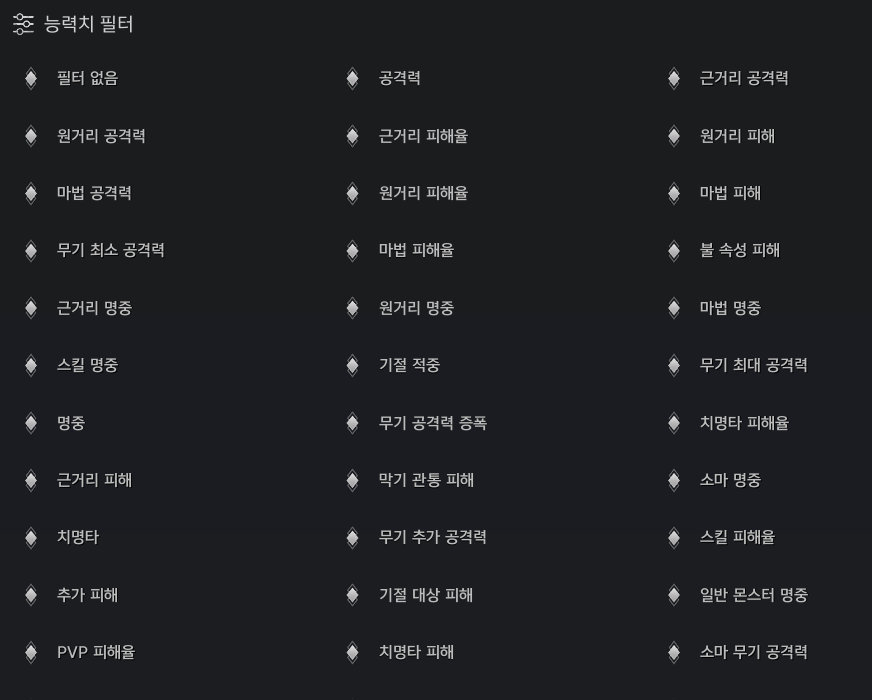 능력치 필터
필터 없음
공격력
근거리 공격력
원거리 공격력
근거리 피해율
원거리 피해
마법 공격력
원거리 피해율
마법 피해
무기 최소 공격력
마법 피해율
불 속성 피해
근거리 명중
원거리 명중
마법 명중
스킬 명중
기절 적중
무기 최대 공격력
명중
무기 공격력 증폭
치명타 피해율
근거리 피해
막기 관통 피해
소마 명중
치명타
무기 추가 공격력
스킬 피해율
추가 피해
기절 대상 피해
일반 몬스터 명중
PVP 피해율
치명타 피해
소마 무기 공격력